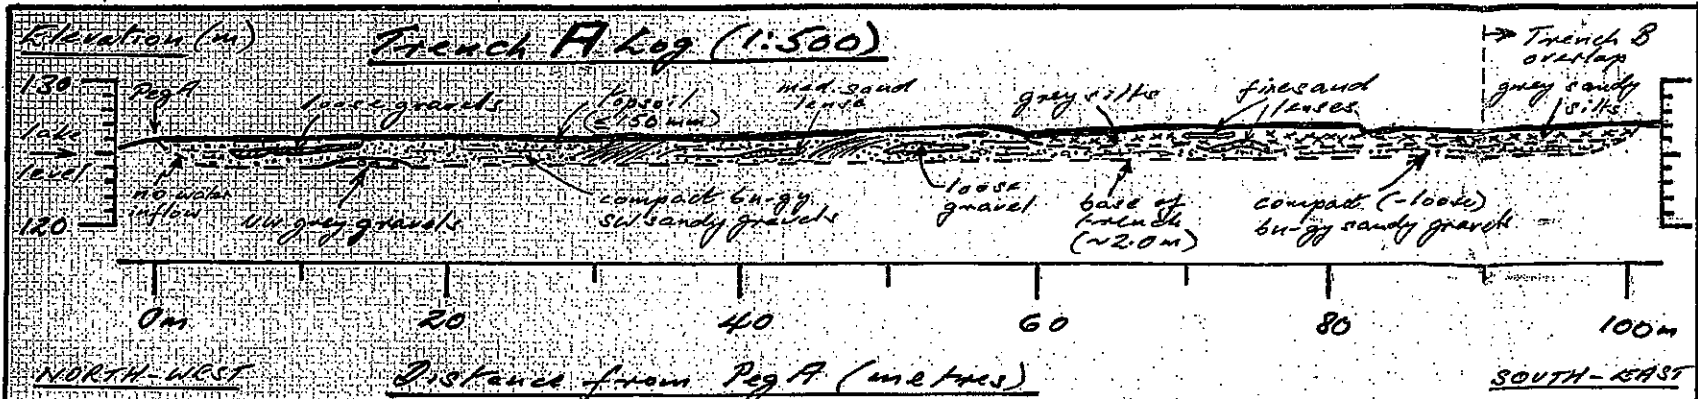 Elevation (m)
Trench A Log (1:500)
Trench B
overlap
130
Peg A
loose gravels
topsoil
(≤150 mm)
med. sand
lense
grey silts
fine sand
lenses
grey sandy
silts
lake
level
no water
inflow
120
uw grey gravels
compact bn-gy
sw sandy gravels
loose
gravel
base of
trench
(~2.0m)
compact (-loose)
bn-gy sandy gravels
0m
20
40
60
80
100m
NORTH-WEST
Distance from Peg A (metres)
SOUTH-EAST